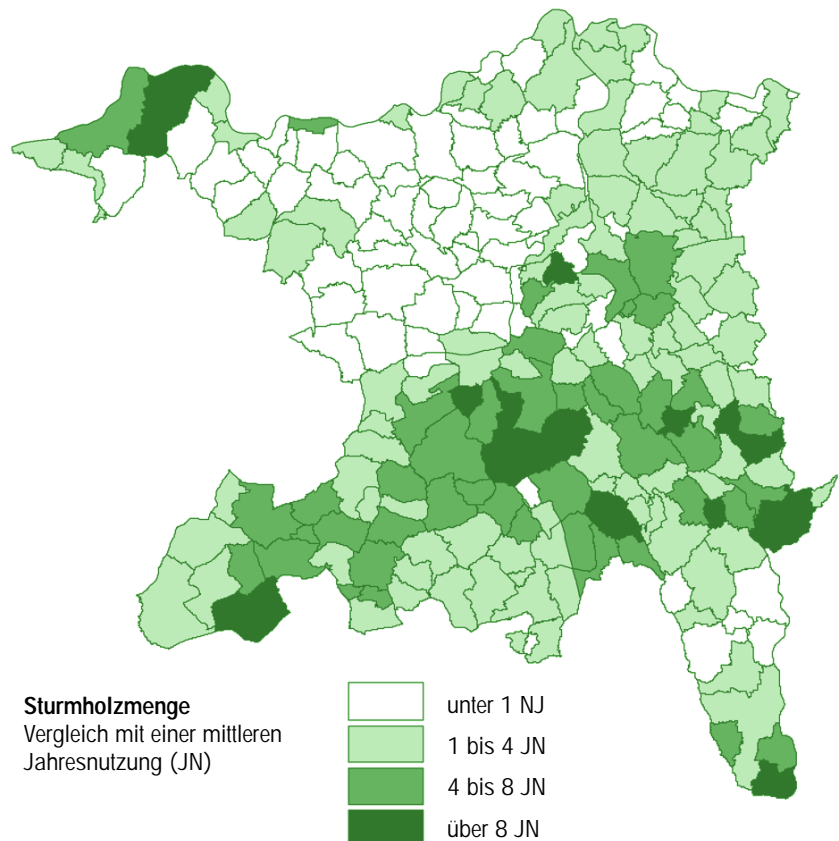 Sturmholzmenge
Vergleich mit einer mittleren
Jahresnutzung (JN)
unter 1 NJ
1 bis 4 JN
4 bis 8 JN
über 8 JN